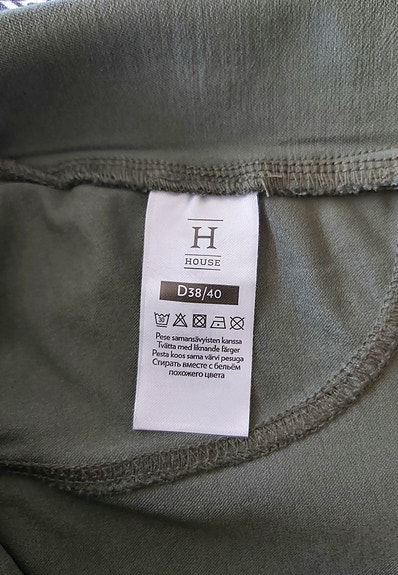 H
HOUSE
D38/40
30
Pese samansävyisten kanssa
Tvätta med liknande färger
Pesta koos sama värvi pesuga
Стирать вместе с бельём
похожего цвета